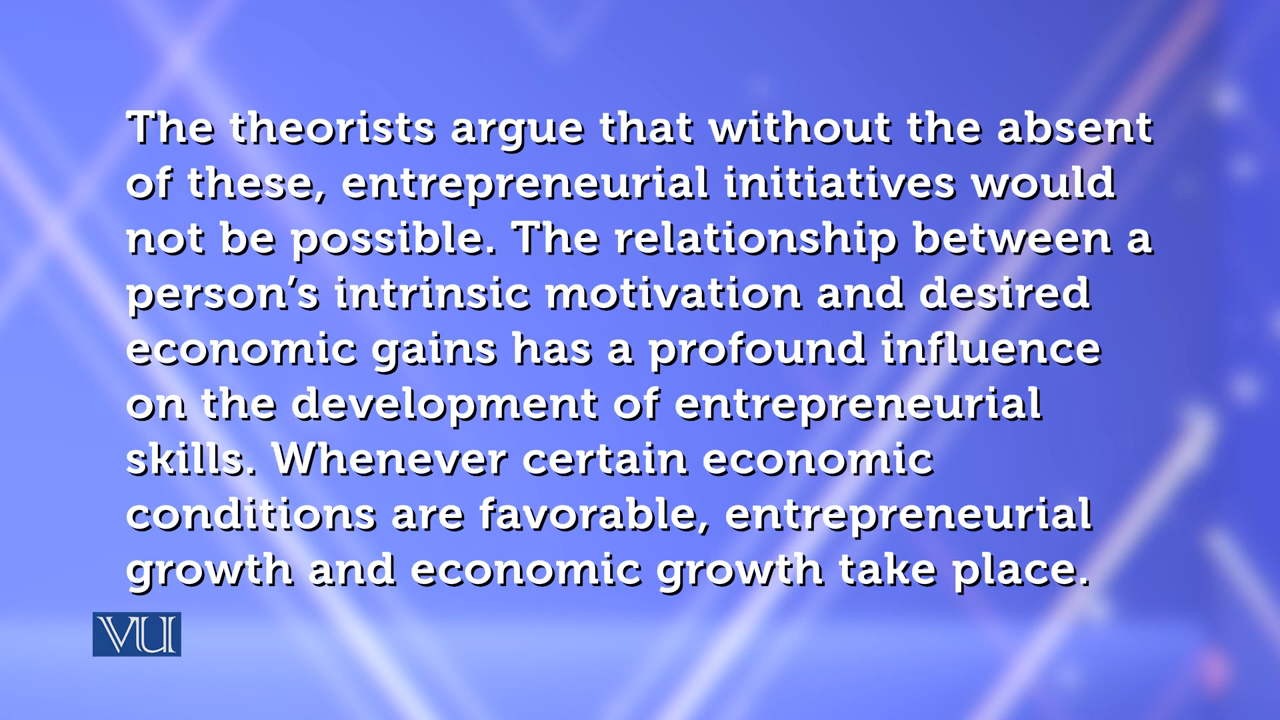 The theorists argue that without the absent
of these, entrepreneurial initiatives would
not be possible. The relationship between a
person’s intrinsic motivation and desired
economic gains has a profound influence
on the development of entrepreneurial
skills. Whenever certain economic
conditions are favorable, entrepreneurial
growth and economic growth take place.
VU